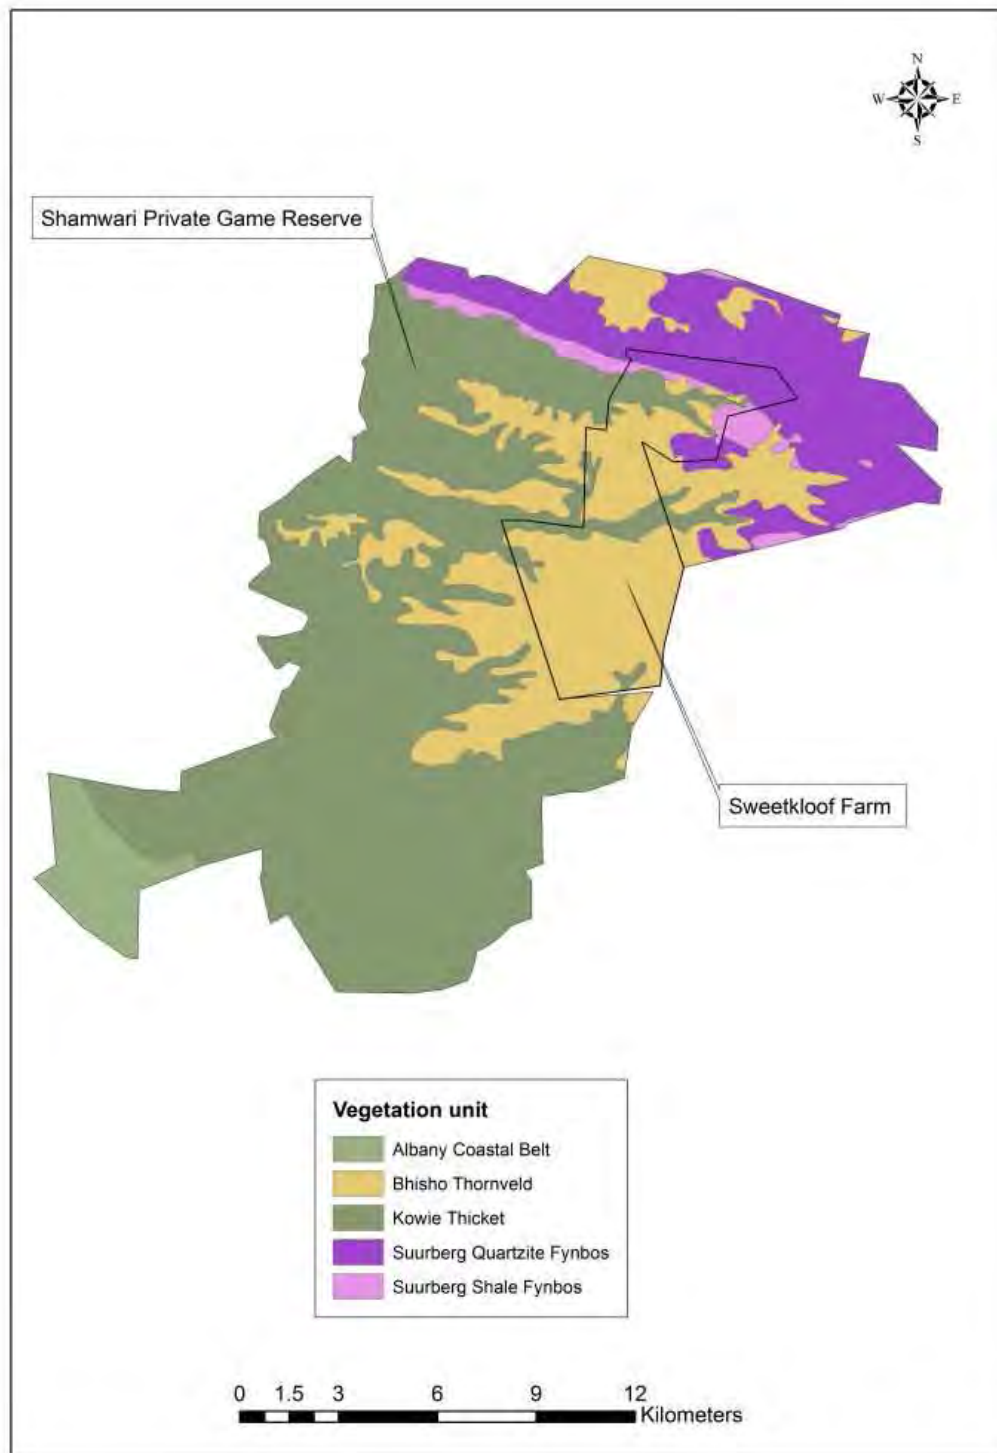 N
W E
S
Shamwari Private Game Reserve
Sweetkloof Farm
Vegetation unit
Albany Coastal Belt
Bhisho Thornveld
Kowie Thicket
Suurberg Quartzite Fynbos
Suurberg Shale Fynbos
0 1.5 3 6 9 12
Kilometers